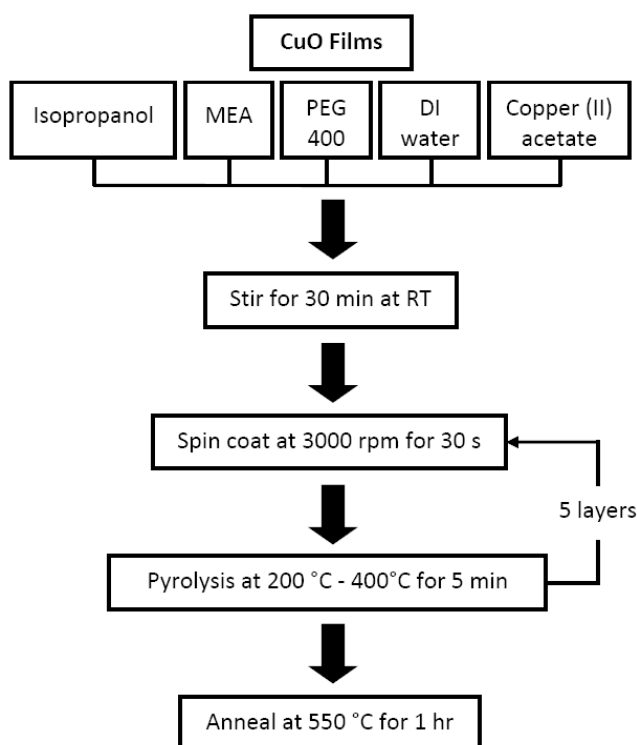 CuO Films
Isopropanol
MEA
PEG
400
DI
water
Copper (II)
acetate
Stir for 30 min at RT
Spin coat at 3000 rpm for 30 s
5 layers
Pyrolysis at 200 °C - 400°C for 5 min
Anneal at 550 °C for 1 hr